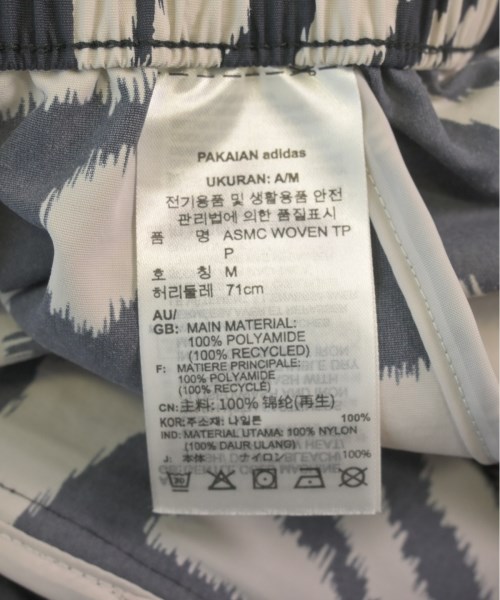 PAKAIAN adidas
UKURAN: A/M
전기용품 및 생활용품 안전
관리법에 의한 품질표시
품 명 ASMC WOVEN TP
P
호 칭 M
허리둘레 71cm
AU/
GB: MAIN MATERIAL:
100% POLYAMIDE
(100% RECYCLED)
F: MATIERE PRINCIPALE:
100% POLYAMIDE
(100% RECYCLÉ)
CN: 主料: 100% 锦纶(再生)
KOR:주소재: 나일론 100%
IND: MATERIAL UTAMA: 100% NYLON
(100% DAUR ULANG)
J: 本体 ナイロン 100%